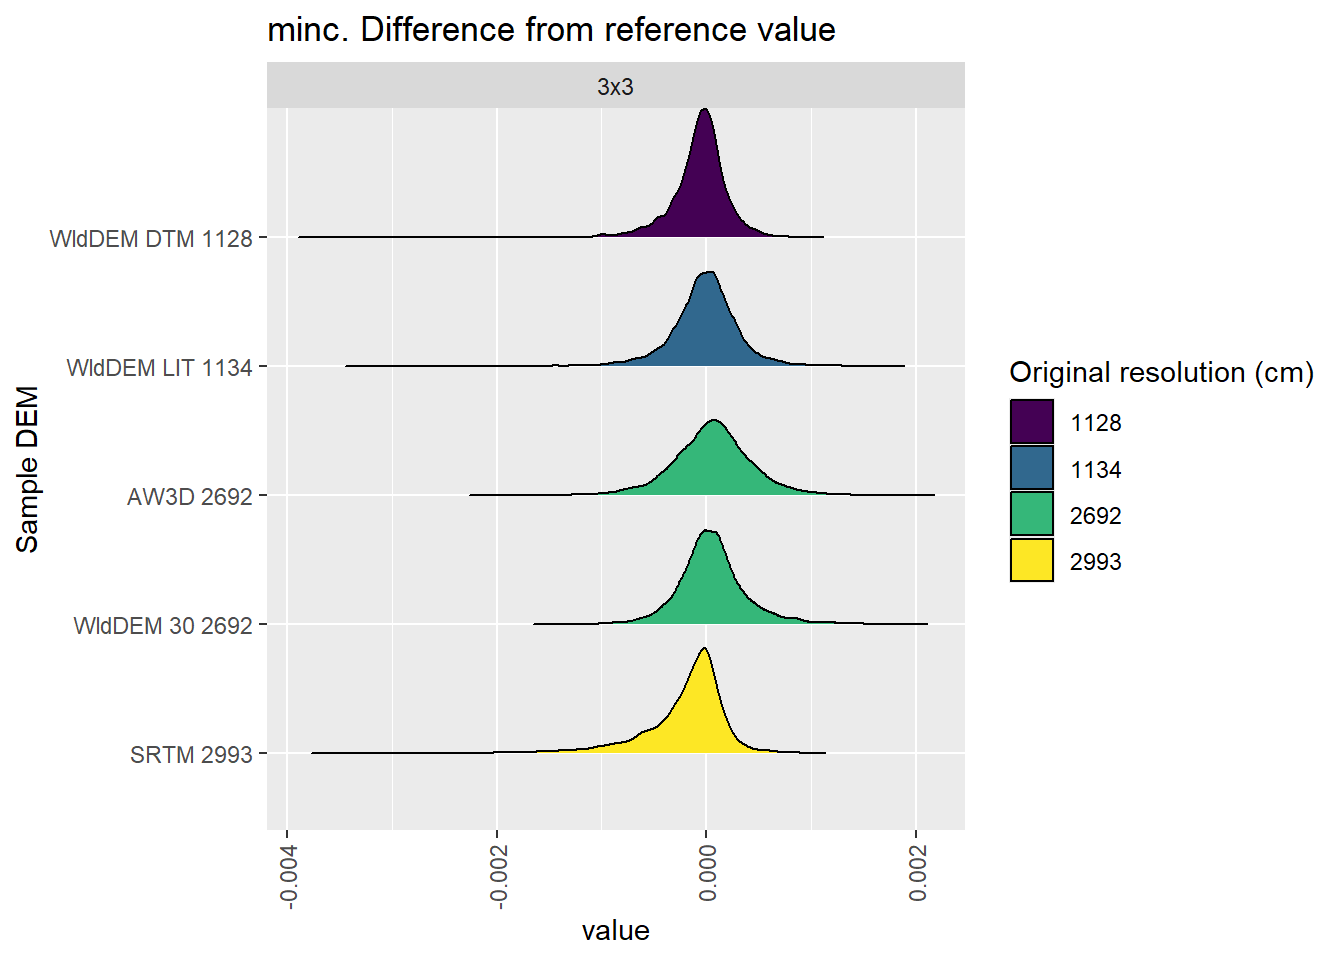 minc. Difference from reference value
3x3
WldDEM DTM 1128
WldDEM LIT 1134
AW3D 2692
WldDEM 30 2692
SRTM 2993
Sample DEM
-0.004
-0.002
0.000
0.002
value
Original resolution (cm)
1128
1134
2692
2993